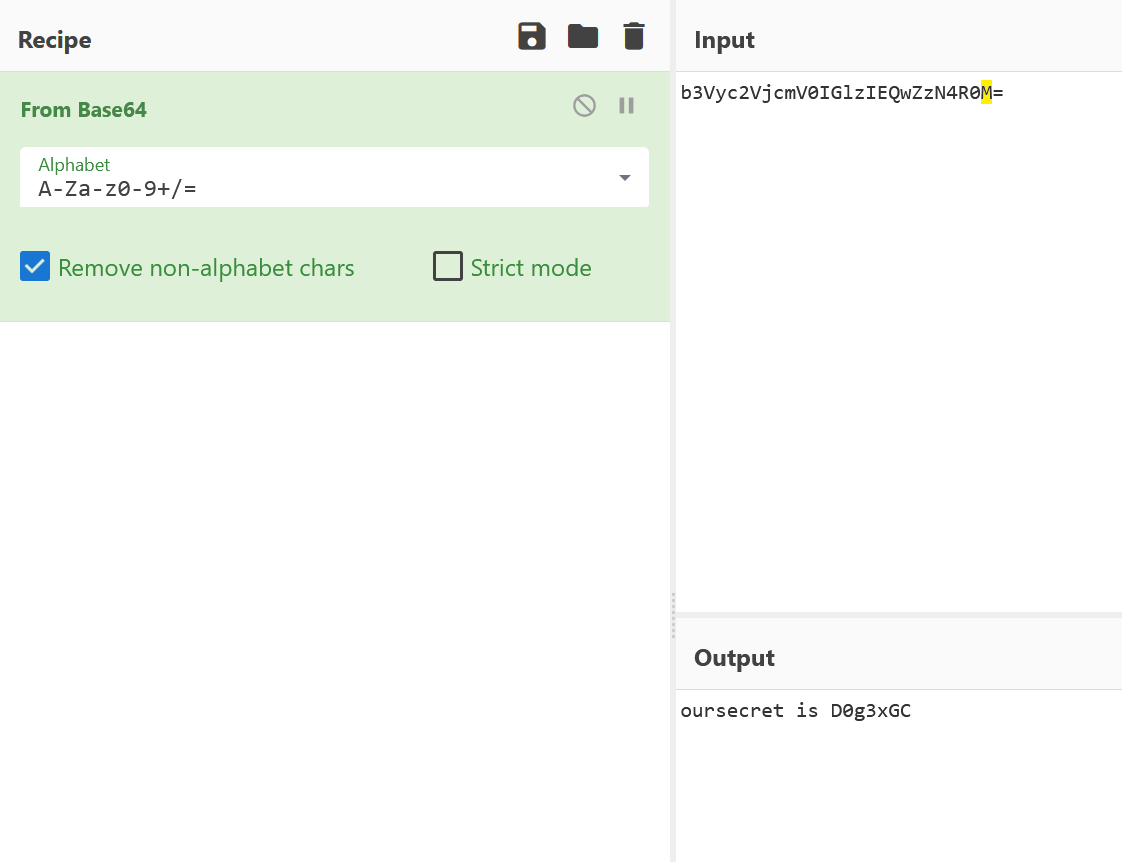 Recipe
From Base64
Alphabet
A-Za-z0-9+/=
Remove non-alphabet chars
Strict mode
Input
b3Vyc2VjcmV0IGlzIEQwZzN4R0M=
Output
oursecret is D0g3xGC